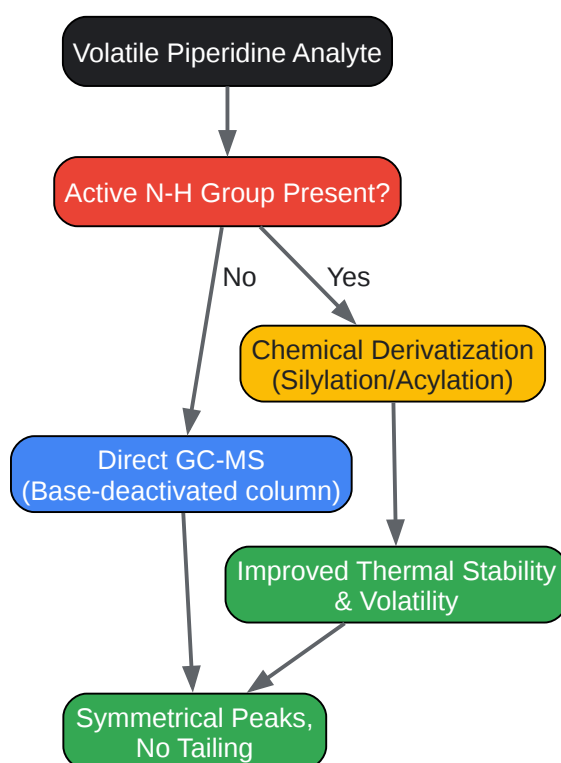 Volatile Piperidine Analyte
Active N-H Group Present?
No
Yes
Chemical Derivatization
(Silylation/Acylation)
Direct GC-MS
(Base-deactivated column)
Improved Thermal Stability
& Volatility
Symmetrical Peaks,
No Tailing